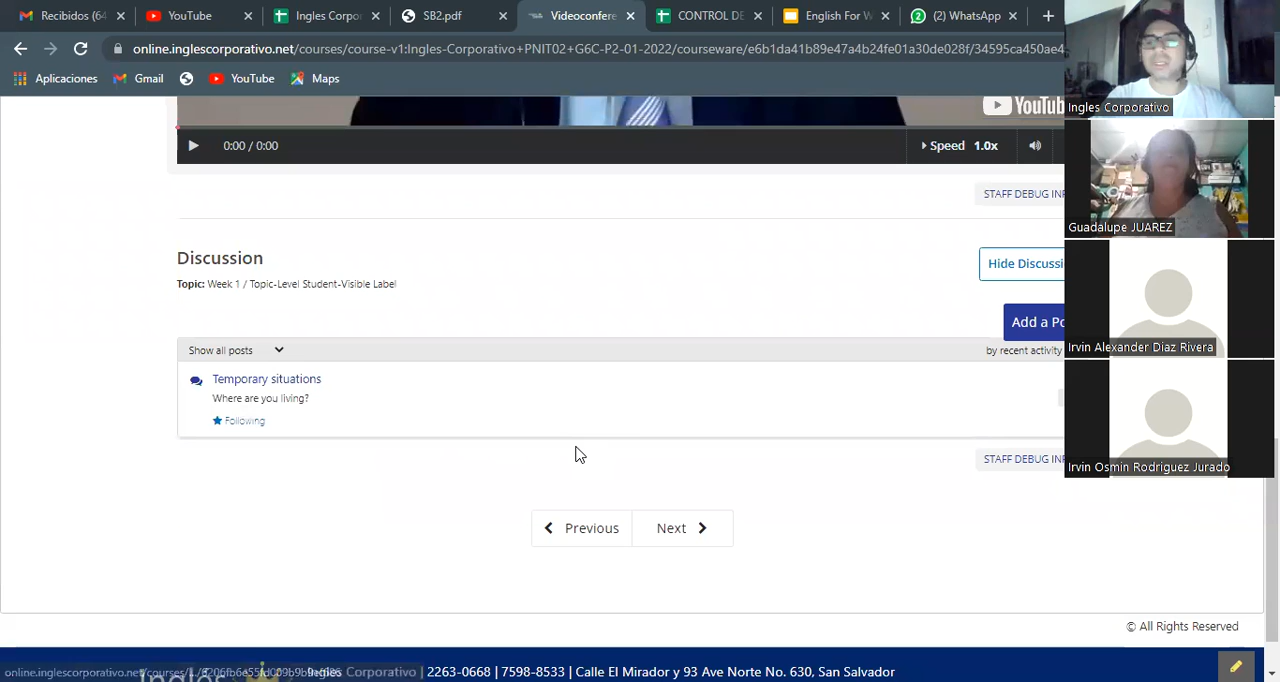 Recibidos (64
YouTube
Ingles Corpo
SB2.pdf
Videoconfere
CONTROL DE
English For W
(2) WhatsApp
online.inglescorporativo.net/courses/course-v1:Ingles-Corporativo+PNIT02+G6C-P2-01-2022/courseware/e6b1da41b89e47a4b24fe01a30de028f/34595ca450ae4
Aplicaciones
Gmail
YouTube
Maps
Ingles Corporativo
YouTube
0:00 / 0:00
Speed 1.0x
STAFF DEBUG IN
Guadalupe JUAREZ
Discussion
Hide Discussi
Topic: Week 1 / Topic-Level Student-Visible Label
Add a Po
Irvin Alexander Diaz Rivera
Show all posts
by recent activity
Temporary situations
Where are you living?
Following
STAFF DEBUG IN
Irvin Osmin Rodriguez Jurado
Previous
Next
© All Rights Reserved
Ingles Corporativo | 2263-0668 | 7598-8533 | Calle El Mirador y 93 Ave Norte No. 630, San Salvador